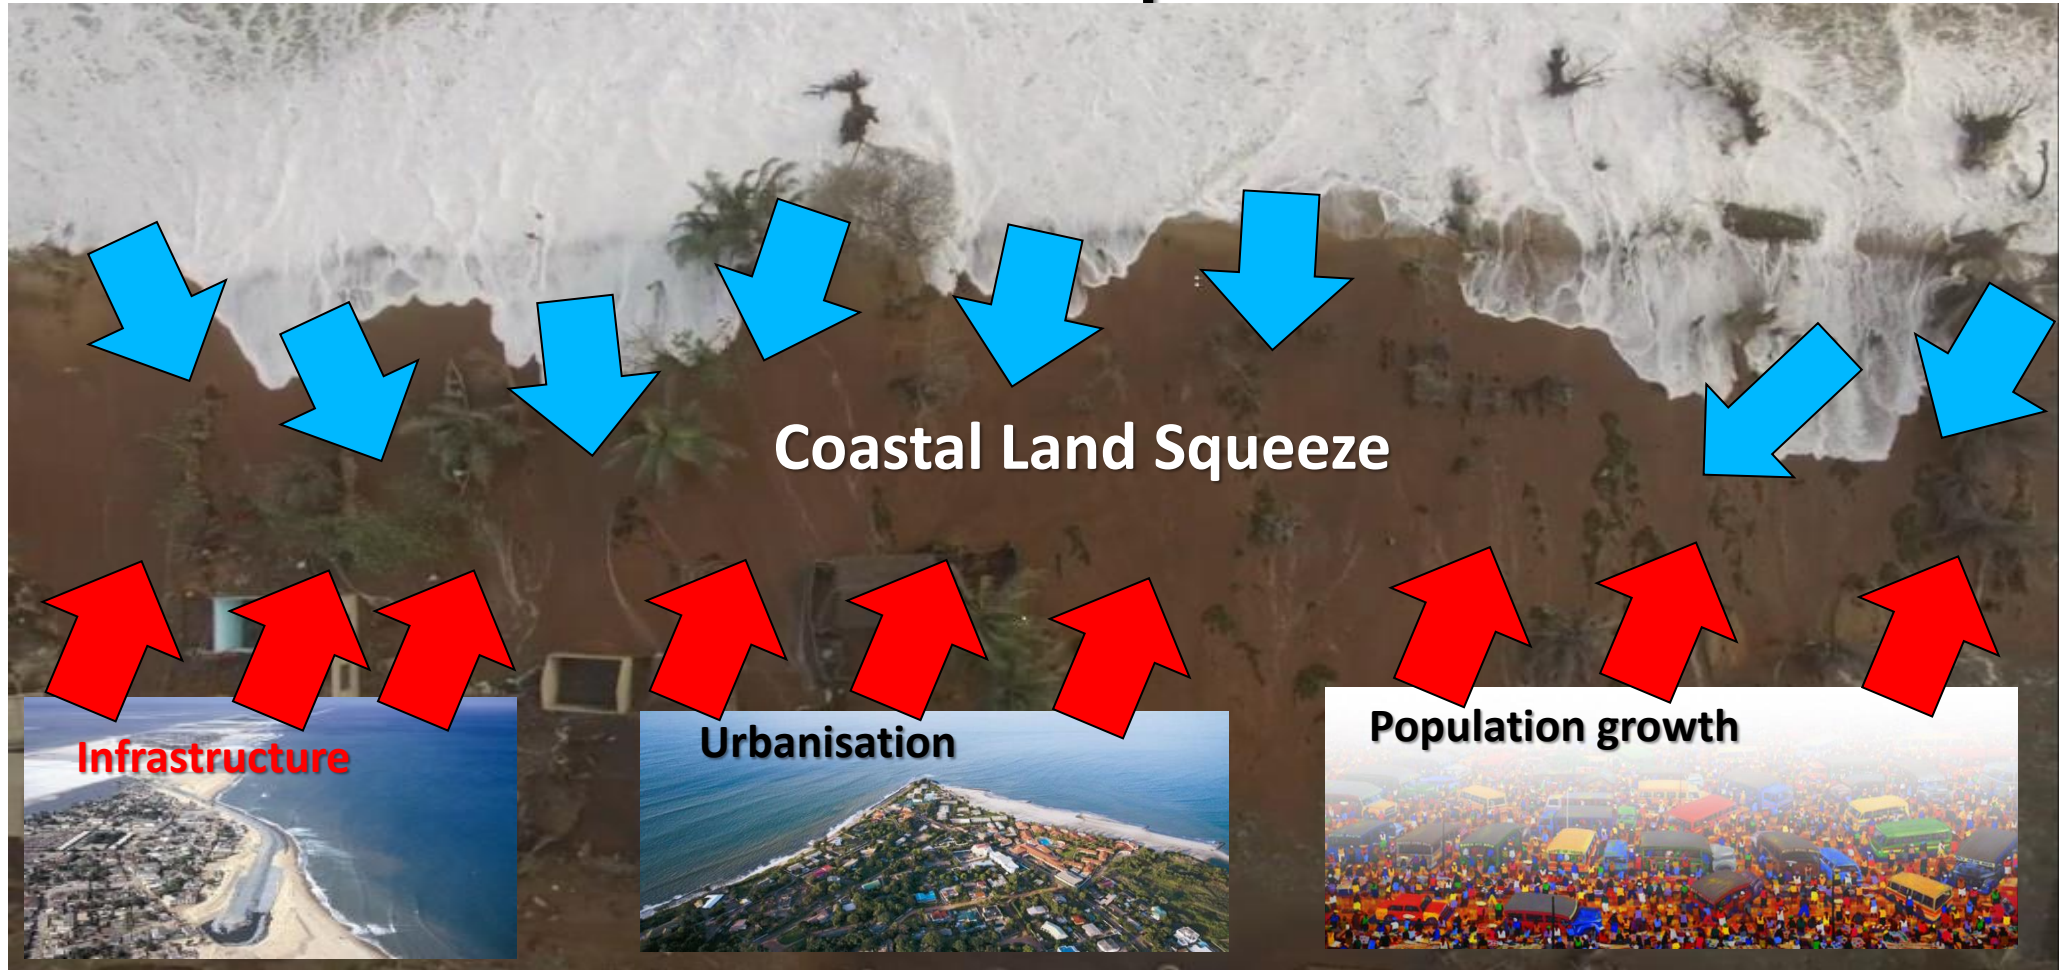 Coastal Land Squeeze
Infrastructure
Urbanisation
Population growth